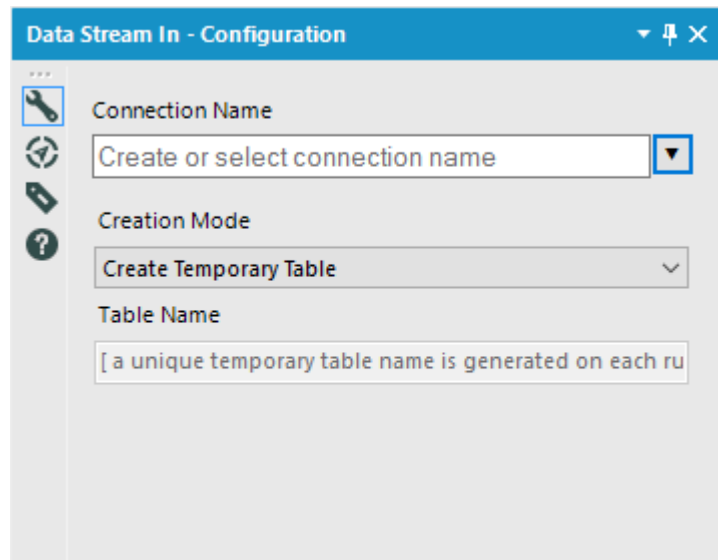 Data Stream In - Configuration
Connection Name
Create or select connection name
Creation Mode
Create Temporary Table
Table Name
[ a unique temporary table name is generated on each ru